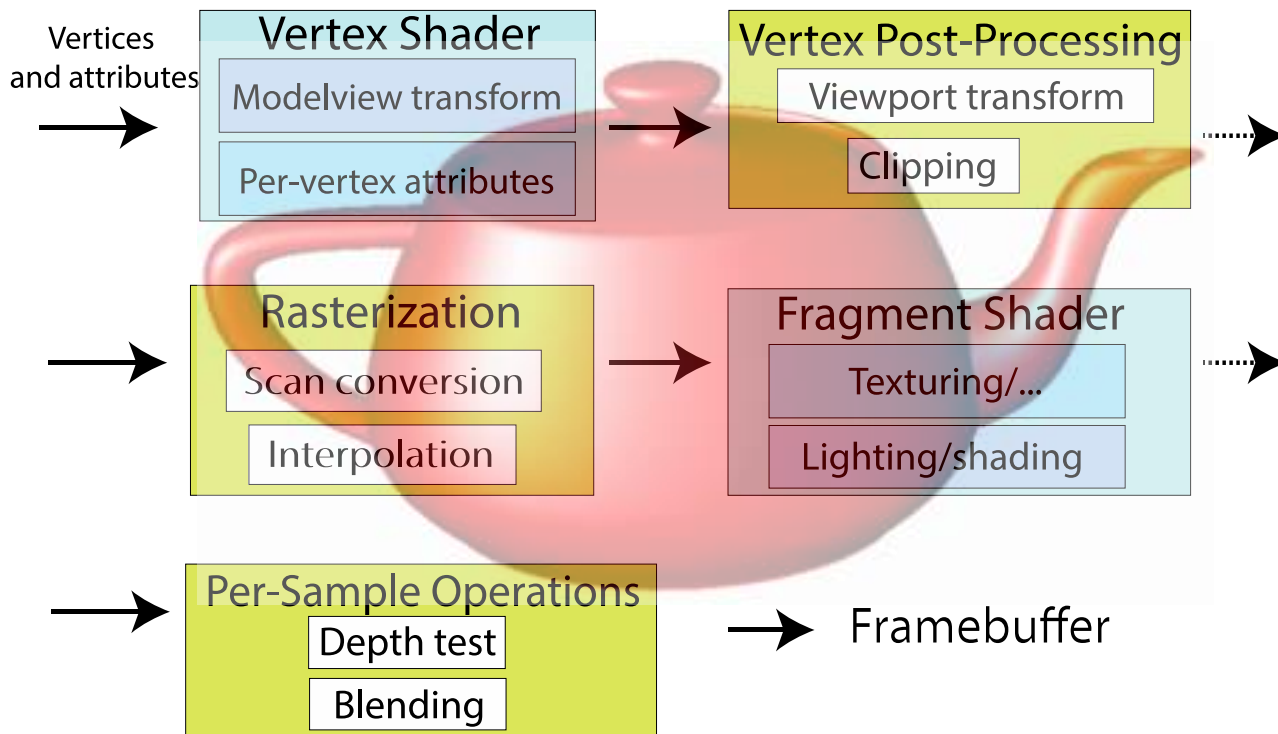 Vertices
and attributes
Vertex Shader
Modelview transform
Per-vertex attributes
Vertex Post-Processing
Viewport transform
Clipping
Rasterization
Scan conversion
Interpolation
Fragment Shader
Texturing/...
Lighting/shading
Per-Sample Operations
Depth test
Blending
Framebuffer